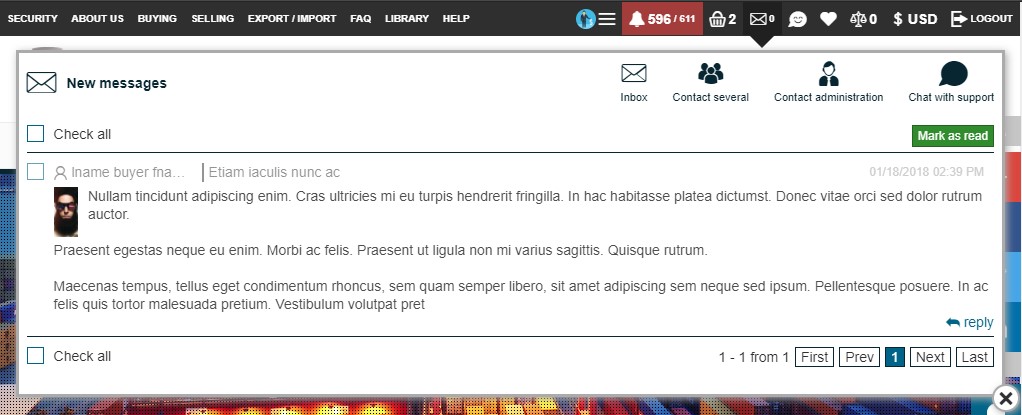 SECURITY ABOUT US BUYING SELLING EXPORT / IMPORT FAQ LIBRARY HELP 596 / 611 2 0 0 $ USD LOGOUT
New messages
Inbox Contact several Contact administration Chat with support
Check all Mark as read
lname buyer fna… Etiam iaculis nunc ac 01/18/2018 02:39 PM
Nullam tincidunt adipiscing enim. Cras ultricies mi eu turpis hendrerit fringilla. In hac habitasse platea dictumst. Donec vitae orci sed dolor rutrum
auctor.
Praesent egestas neque eu enim. Morbi ac felis. Praesent ut ligula non mi varius sagittis. Quisque rutrum.
Maecenas tempus, tellus eget condimentum rhoncus, sem quam semper libero, sit amet adipiscing sem neque sed ipsum. Pellentesque posuere. In ac
felis quis tortor malesuada pretium. Vestibulum volutpat pret
reply
Check all 1 - 1 from 1 First Prev 1 Next Last